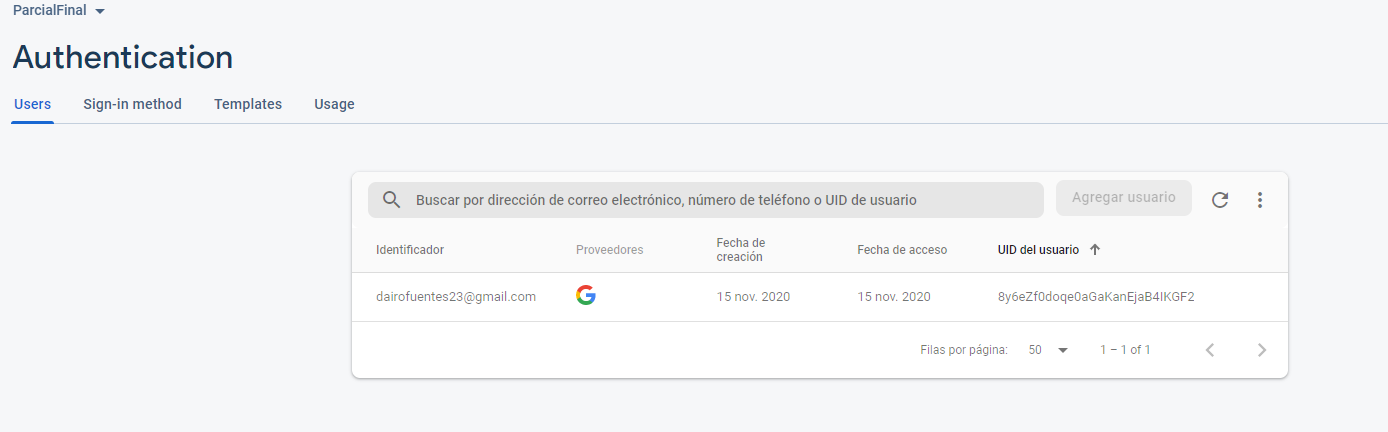 ParcialFinal
Authentication
Users Sign-in method Templates Usage
Buscar por dirección de correo electrónico, número de teléfono o UID de usuario Agregar usuario
Identificador Proveedores Fecha de creación Fecha de acceso UID del usuario
dairofuentes23@gmail.com 15 nov. 2020 15 nov. 2020 8y6eZf0doqe0aGaKanEjaB4IKGF2
Filas por página: 50 1 – 1 of 1